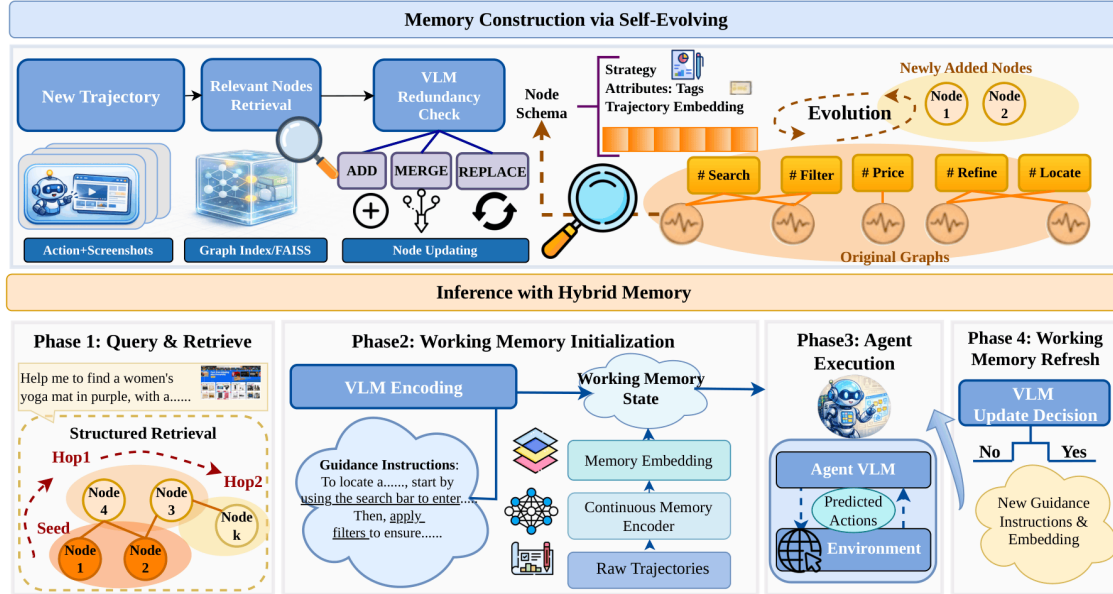 Memory Construction via Self-Evolving
New Trajectory
Relevant Nodes
Retrieval
VLM
Redundancy
Check
ADD
MERGE
REPLACE
Action+Screenshots
Graph Index/FAISS
Node Updating
Node
Schema
Strategy
Attributes: Tags
Trajectory Embedding
Evolution
Newly Added Nodes
Node
1
Node
2
# Search
# Filter
# Price
# Refine
# Locate
Original Graphs
Inference with Hybrid Memory
Phase 1: Query & Retrieve
Help me to find a women's
yoga mat in purple, with a......
Structured Retrieval
Hop1
Hop2
Seed
Node
4
Node
3
Node
k
Node
1
Node
2
Phase2: Working Memory Initialization
VLM Encoding
Working Memory
State
Guidance Instructions:
To locate a......, start by
using the search bar to enter.....
Then, apply
filters to ensure......
Memory Embedding
Continuous Memory
Encoder
Raw Trajectories
Phase3: Agent
Execution
Agent VLM
Predicted
Actions
Environment
Phase 4: Working
Memory Refresh
VLM
Update Decision
No
Yes
New Guidance
Instructions &
Embedding